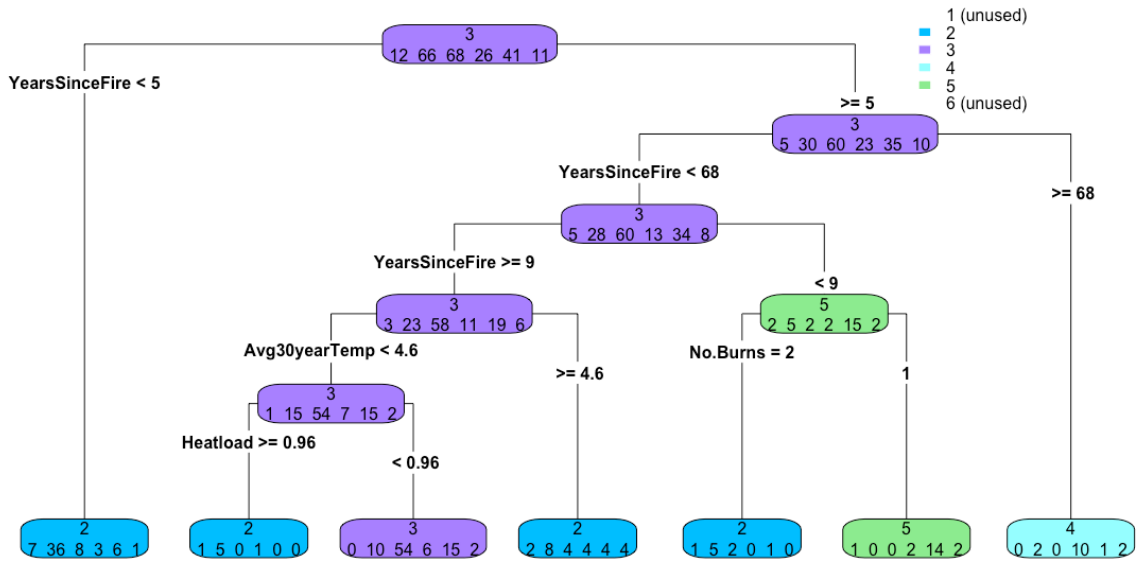 3
12 66 68 26 41 11
1 (unused)
2
3
4
5
6 (unused)
YearsSinceFire < 5
>= 5
3
5 30 60 23 35 10
YearsSinceFire < 68
>= 68
3
5 28 60 13 34 8
YearsSinceFire >= 9
< 9
3
3 23 58 11 19 6
5
2 5 2 2 15 2
Avg30yearTemp < 4.6
>= 4.6
No.Burns = 2
1
3
1 15 54 7 15 2
Heatload >= 0.96
< 0.96
2
7 36 8 3 6 1
2
1 5 0 1 0 0
3
0 10 54 6 15 2
2
2 8 4 4 4 4
2
1 5 2 0 1 0
5
1 0 0 2 14 2
4
0 2 0 10 1 2